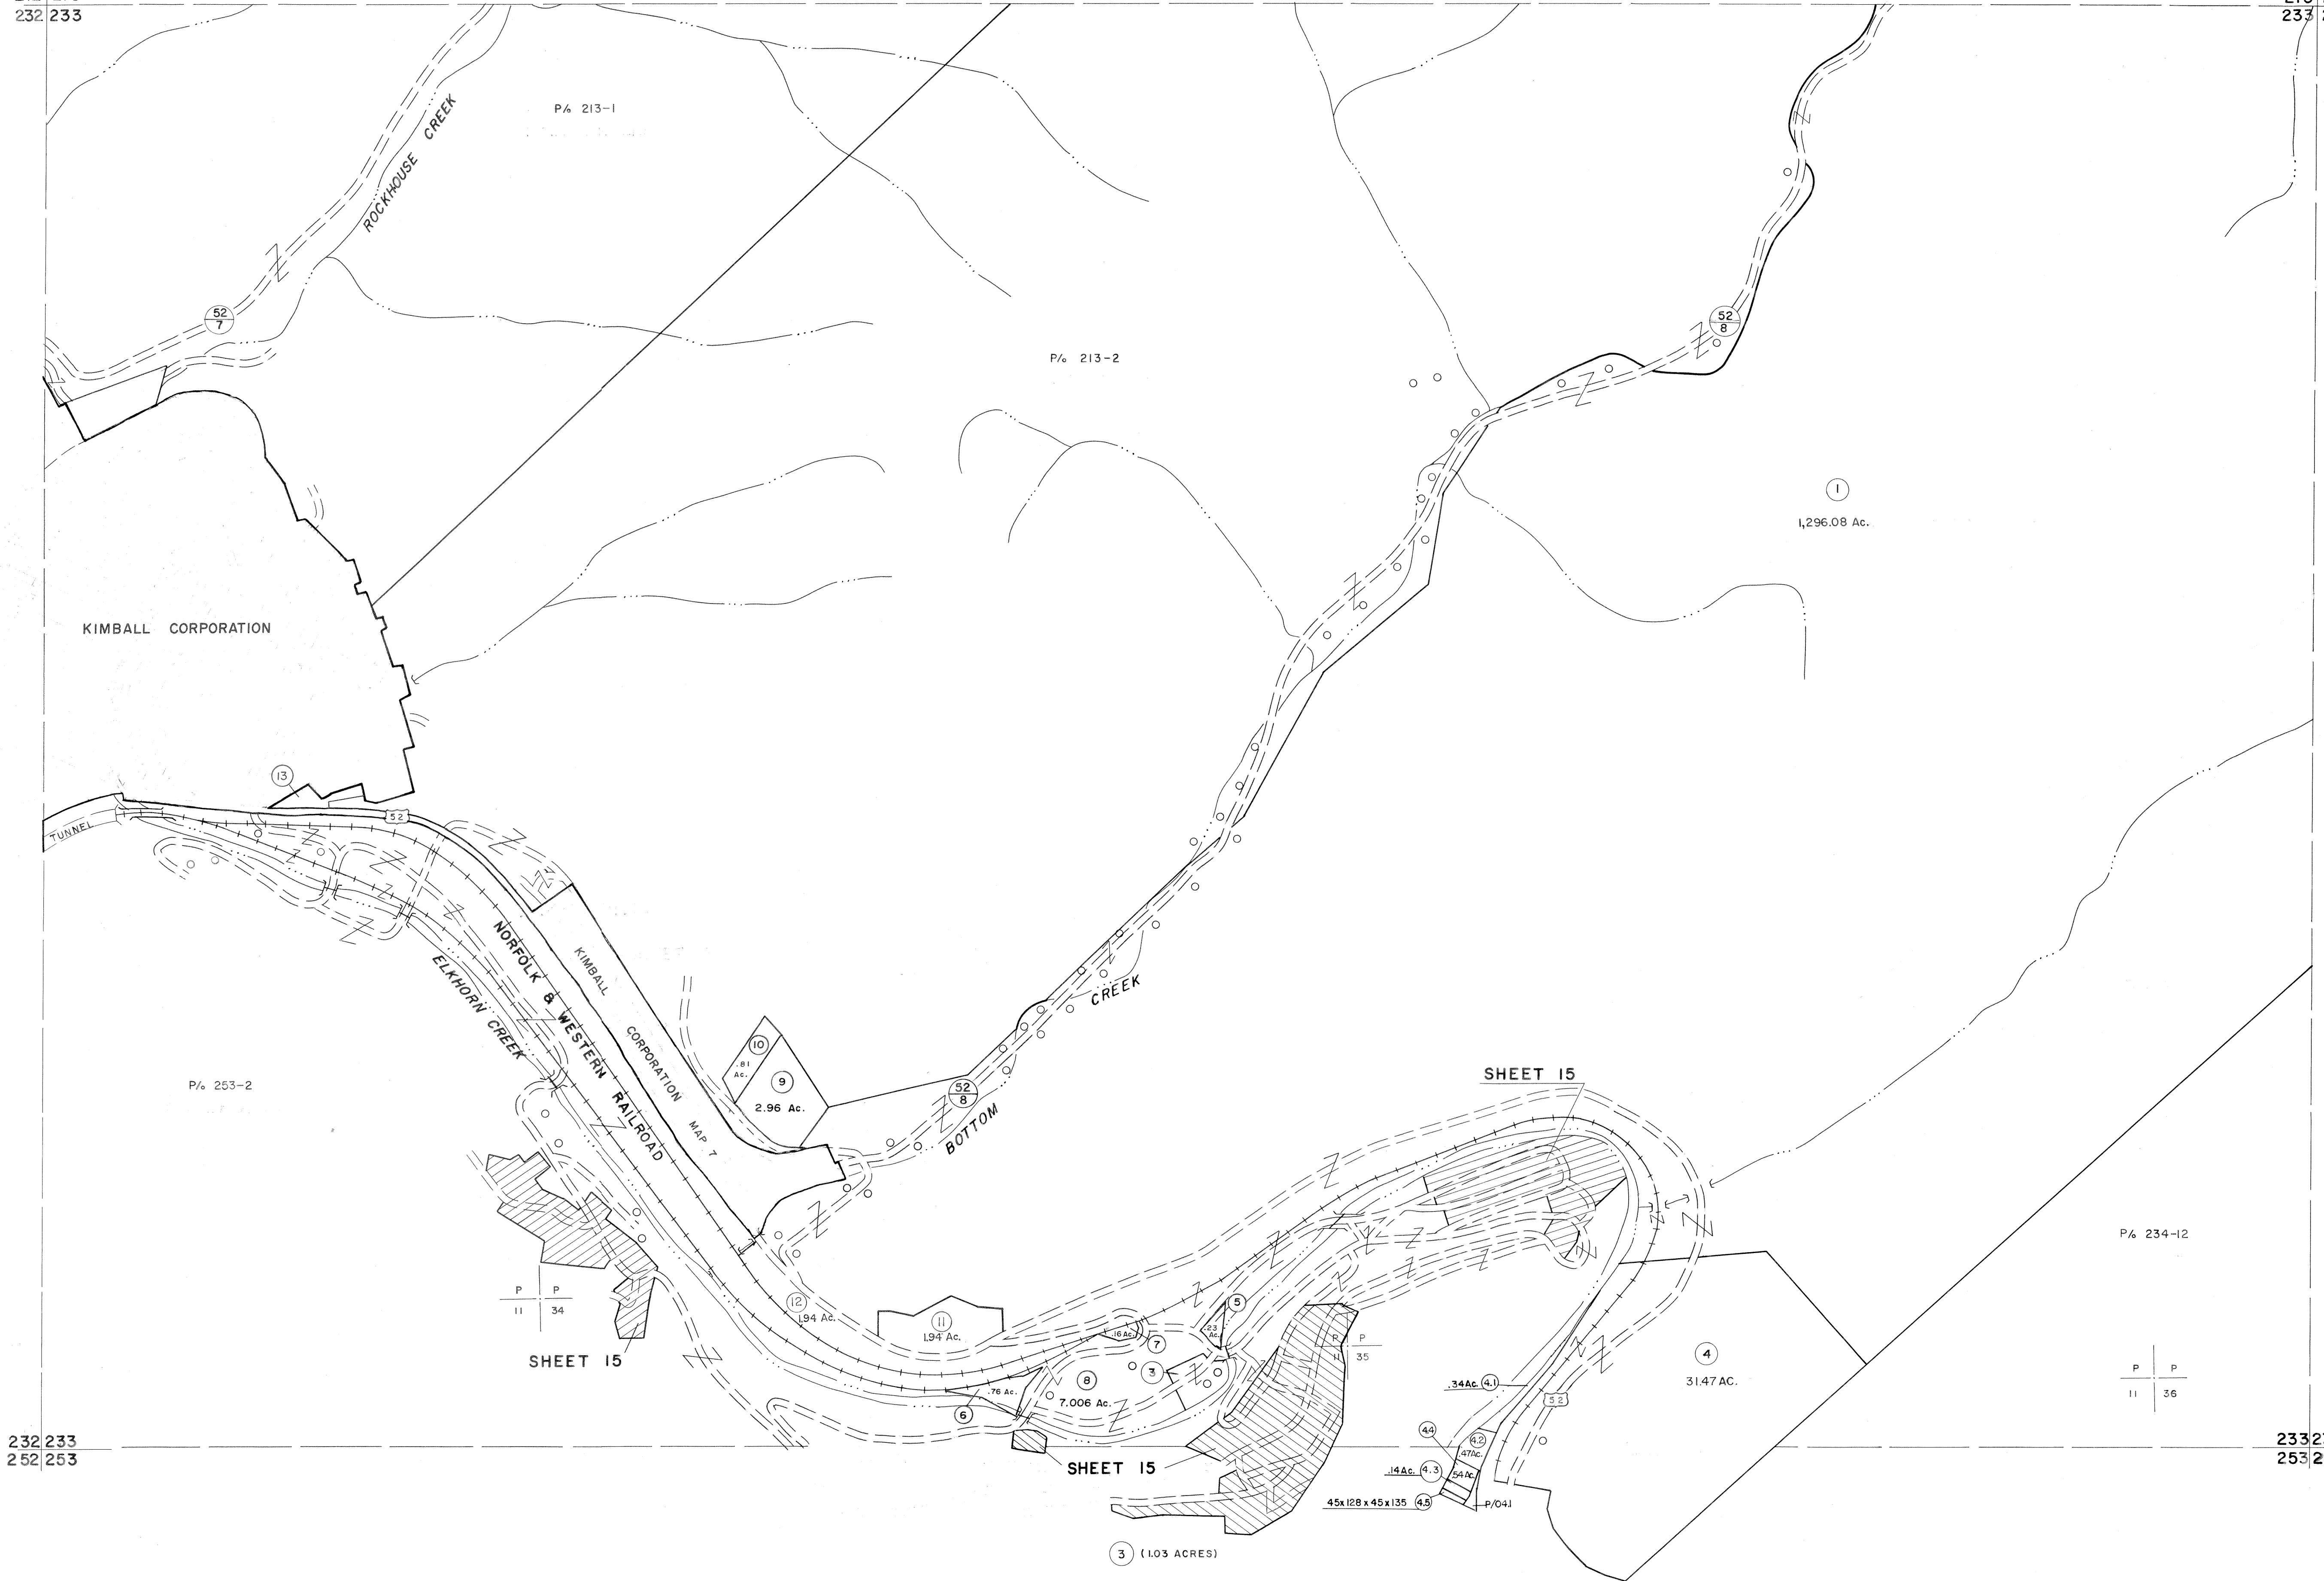 232 233
233
P/o 213-1
ROCKHOUSE CREEK
52
7
52
8
P/o 213-2
1
1,296.08 Ac.
KIMBALL CORPORATION
13
TUNNEL
52
NORFOLK & WESTERN RAILROAD
ELKHORN CREEK
KIMBALL CORPORATION MAP 7
10
.81
Ac.
9
2.96 Ac.
52
8
BOTTOM CREEK
P/o 253-2
SHEET 15
P/o 234-12
P P
11 34
SHEET 15
12
1.94 Ac.
11
1.94 Ac.
.16 Ac.
7
5
.23
Ac.
P P
11 35
3
8
7.006 Ac.
.76 Ac.
6
4
31.47 AC.
.34Ac. 4.1
52
P P
11 36
232 233
252 253
SHEET 15
4.4
4.2
.47Ac.
.14Ac. 4.3
.54Ac.
45x128x45x135 4.5
P/O4.1
233
253
3 (1.03 ACRES)